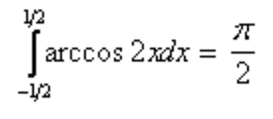 ∫_{-1/2}^{1/2} arccos 2xdx = π/2